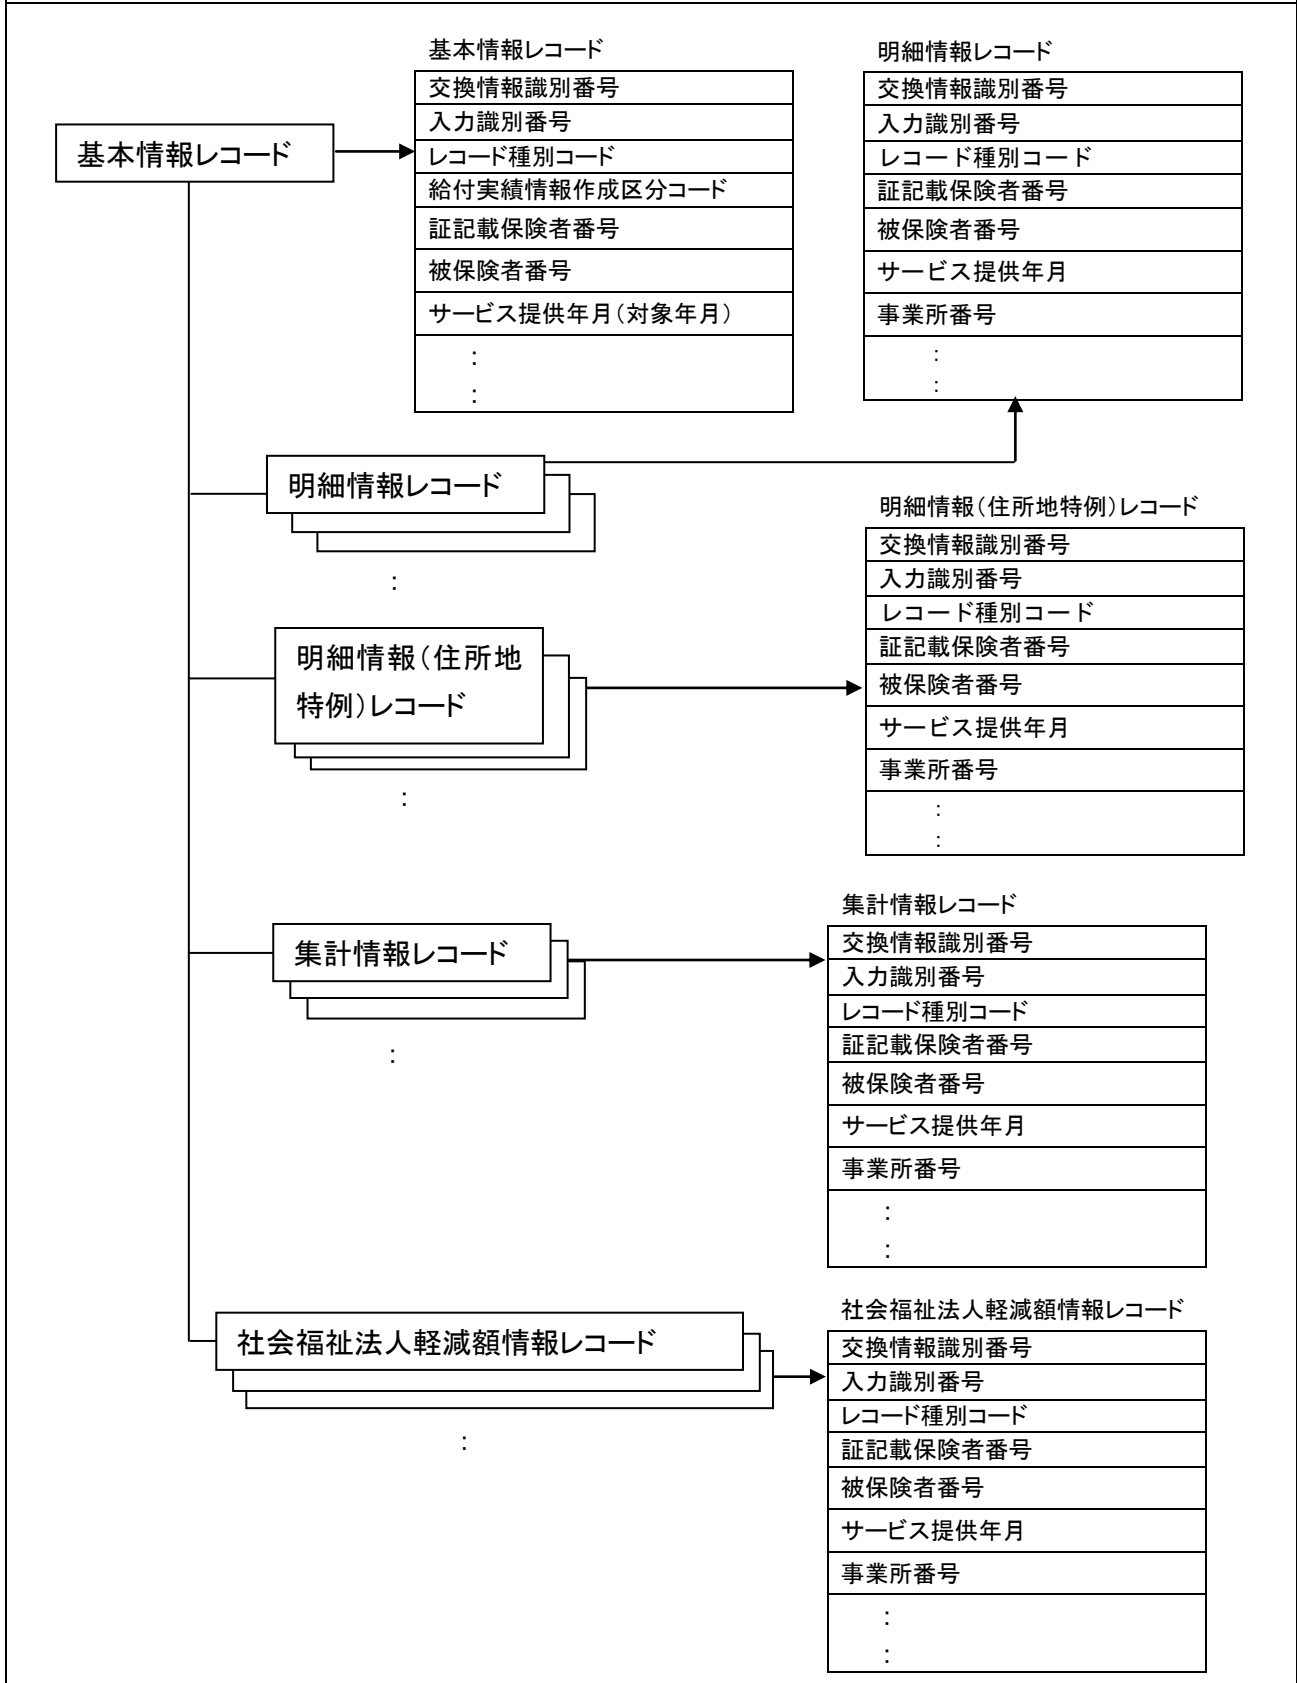 基本情報レコード
基本情報レコード
交換情報識別番号
入力識別番号
レコード種別コード
給付実績情報作成区分コード
証記載保険者番号
被保険者番号
サービス提供年月(対象年月)
:
:
明細情報レコード
交換情報識別番号
入力識別番号
レコード種別コード
証記載保険者番号
被保険者番号
サービス提供年月
事業所番号
:
:
明細情報レコード
:
明細情報(住所地特例)レコード
交換情報識別番号
入力識別番号
レコード種別コード
証記載保険者番号
被保険者番号
サービス提供年月
事業所番号
:
:
明細情報(住所地
特例)レコード
:
集計情報レコード
交換情報識別番号
入力識別番号
レコード種別コード
証記載保険者番号
被保険者番号
サービス提供年月
事業所番号
:
:
集計情報レコード
:
社会福祉法人軽減額情報レコード
交換情報識別番号
入力識別番号
レコード種別コード
証記載保険者番号
被保険者番号
サービス提供年月
事業所番号
:
:
社会福祉法人軽減額情報レコード
: